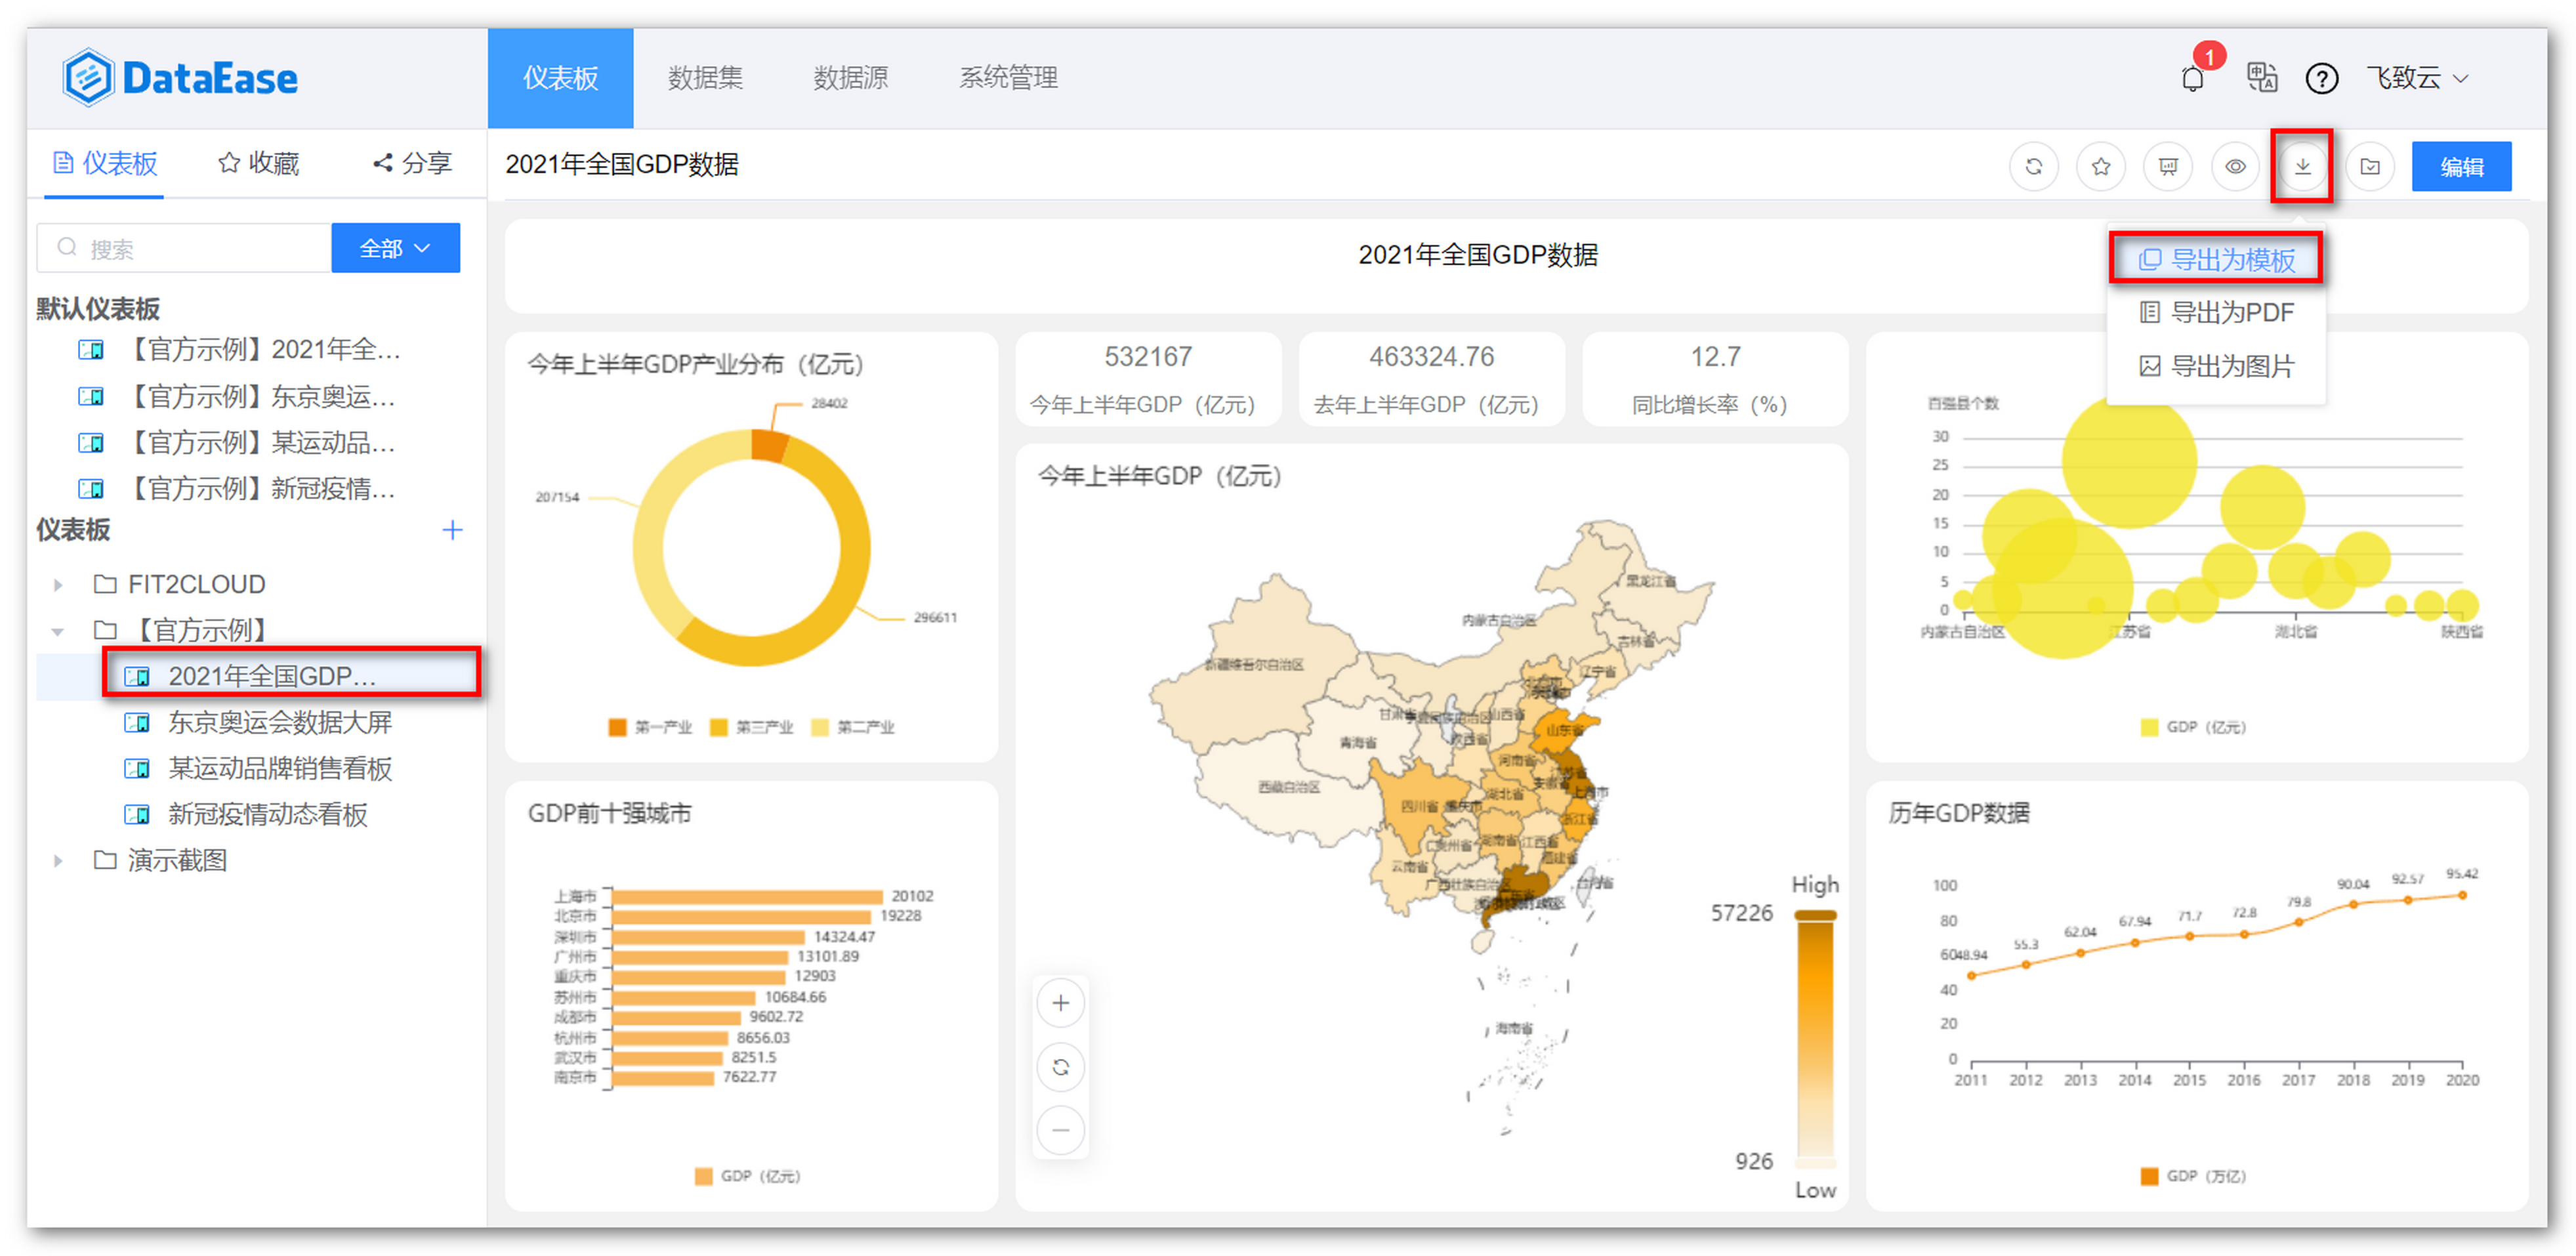 DataEase
仪表板 数据集 数据源 系统管理
1
飞致云
仪表板 收藏 分享
2021年全国GDP数据
编辑
搜索 全部
默认仪表板
【官方示例】2021年全...
【官方示例】东京奥运...
【官方示例】某运动品...
【官方示例】新冠疫情...
仪表板
FIT2CLOUD
【官方示例】
2021年全国GDP...
东京奥运会数据大屏
某运动品牌销售看板
新冠疫情动态看板
演示截图
2021年全国GDP数据
导出为模板
导出为PDF
导出为图片
今年上半年GDP产业分布（亿元）
28402
207154
296611
第一产业 第三产业 第二产业
532167
今年上半年GDP（亿元）
463324.76
去年上半年GDP（亿元）
12.7
同比增长率（%）
今年上半年GDP（亿元）
黑龙江省
内蒙古自治区
吉林省
新疆维吾尔自治区
辽宁省
北京市
甘肃省
山西省
山东省
青海省
陕西省
河南省
江苏省
西藏自治区
安徽省
上海市
四川省
重庆市
湖北省
浙江省
湖南省
江西省
贵州省
福建省
云南省
广西壮族自治区
台湾省
海南省
High
57226
926
Low
百强县个数
30
25
20
15
10
5
0
内蒙古自治区 江苏省 湖北省 陕西省
GDP（亿元）
GDP前十强城市
上海市 20102
北京市 19228
深圳市 14324.47
广州市 13101.89
重庆市 12903
苏州市 10684.66
成都市 9602.72
杭州市 8656.03
武汉市 8251.5
南京市 7622.77
GDP（亿元）
历年GDP数据
100
80
60
40
20
0
48.94 55.3 62.04 67.94 71.7 72.8 79.8 90.04 92.57 95.42
2011 2012 2013 2014 2015 2016 2017 2018 2019 2020
GDP（万亿）